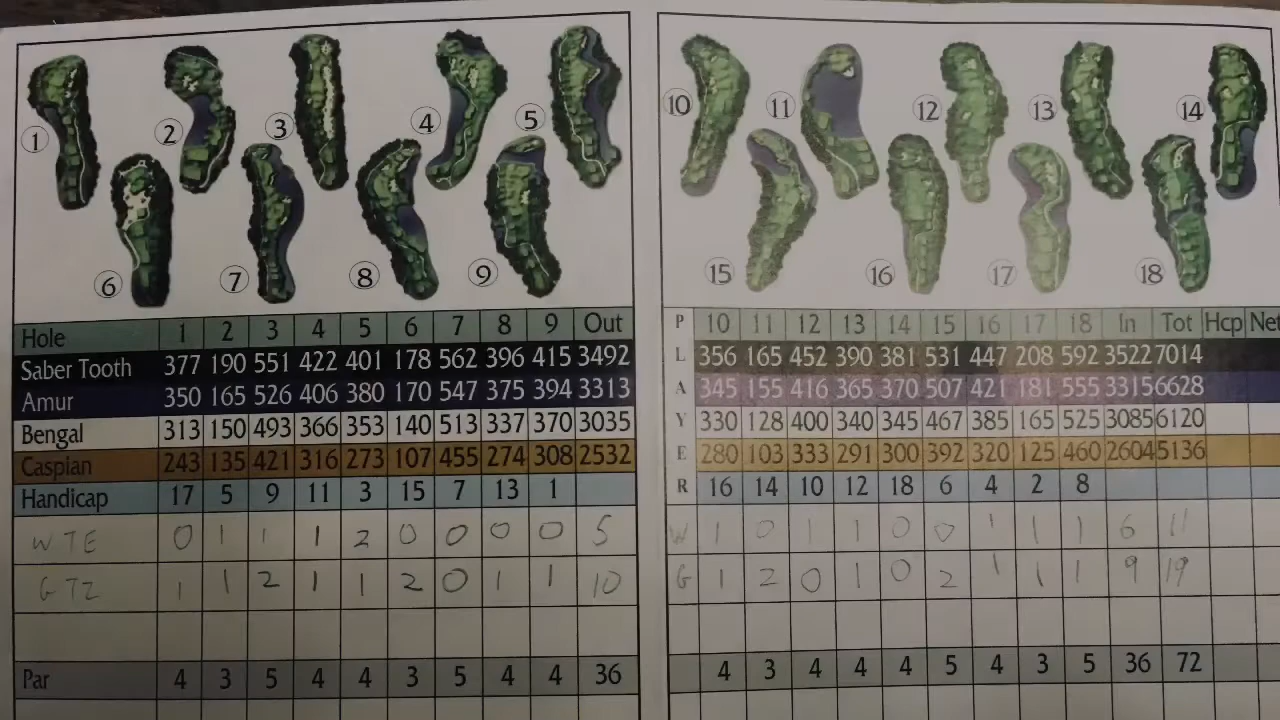 1 2 3 4 5 10 11 12 13 14
6 7 8 9 15 16 17 18
Hole 1 2 3 4 5 6 7 8 9 Out P 10 11 12 13 14 15 16 17 18 In Tot Hcp Net
Saber Tooth 377 190 551 422 401 178 562 396 415 3492 L 356 165 452 390 381 531 447 208 592 3522 7014
Amur 350 165 526 406 380 170 547 375 394 3313 A 345 155 416 365 370 507 421 181 555 3315 6628
Bengal 313 150 493 366 353 140 513 337 370 3035 Y 330 128 400 340 345 467 385 165 525 3085 6120
Caspian 243 135 421 316 273 107 455 274 308 2532 E 280 103 333 291 300 392 320 125 460 2604 5136
Handicap 17 5 9 11 3 15 7 13 1 R 16 14 10 12 18 6 4 2 8
WTE 0 1 1 1 2 0 0 0 0 5 W 1 0 1 1 0 0 1 1 1 6 11
GTZ 1 1 2 1 1 2 0 1 1 10 G 1 2 0 1 0 2 1 1 1 9 19
Par 4 3 5 4 4 3 5 4 4 36 4 3 4 4 4 5 4 3 5 36 72